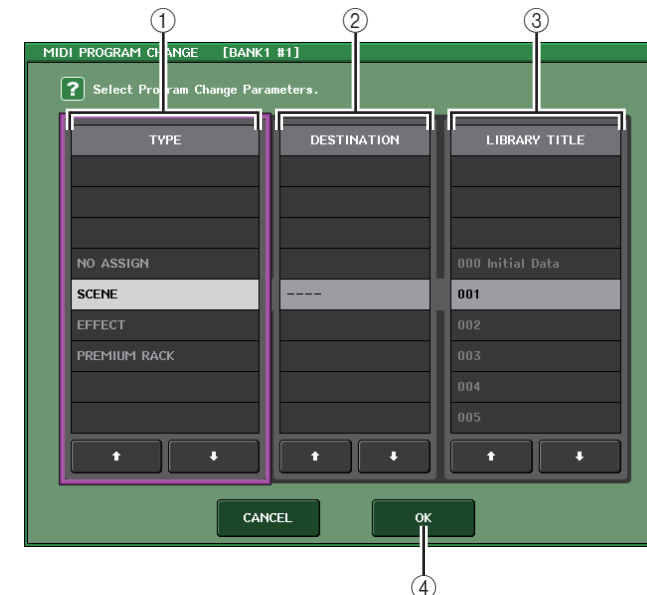 ① ② ③
MIDI PROGRAM CHANGE [BANK1 #1]
? Select Program Change Parameters.
TYPE DESTINATION LIBRARY TITLE
NO ASSIGN 000 Initial Data
SCENE ---- 001
EFFECT 002
PREMIUM RACK 003
004
005
CANCEL OK
④